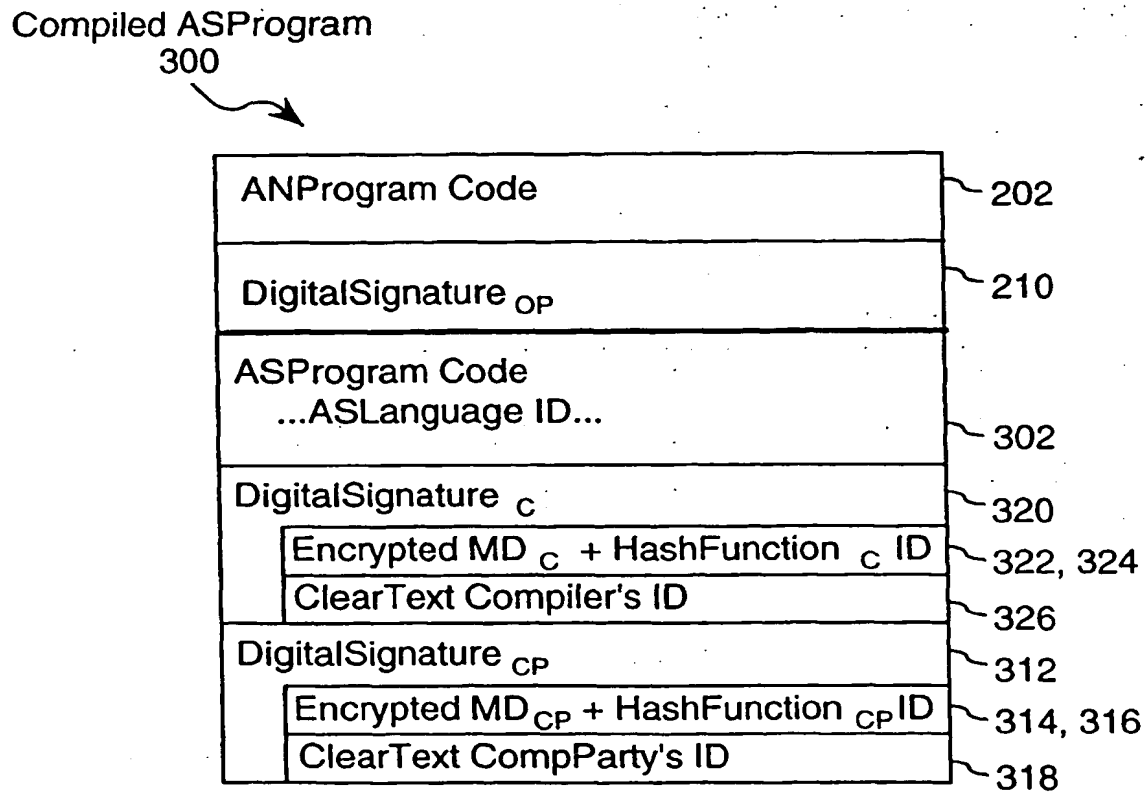 Compiled ASProgram
300
ANProgram Code
202
DigitalSignature OP
210
ASProgram Code
...ASLanguage ID...
302
DigitalSignature C
320
Encrypted MD C + HashFunction C ID
322, 324
ClearText Compiler's ID
326
DigitalSignature CP
312
Encrypted MD CP + HashFunction CP ID
314, 316
ClearText CompParty's ID
318